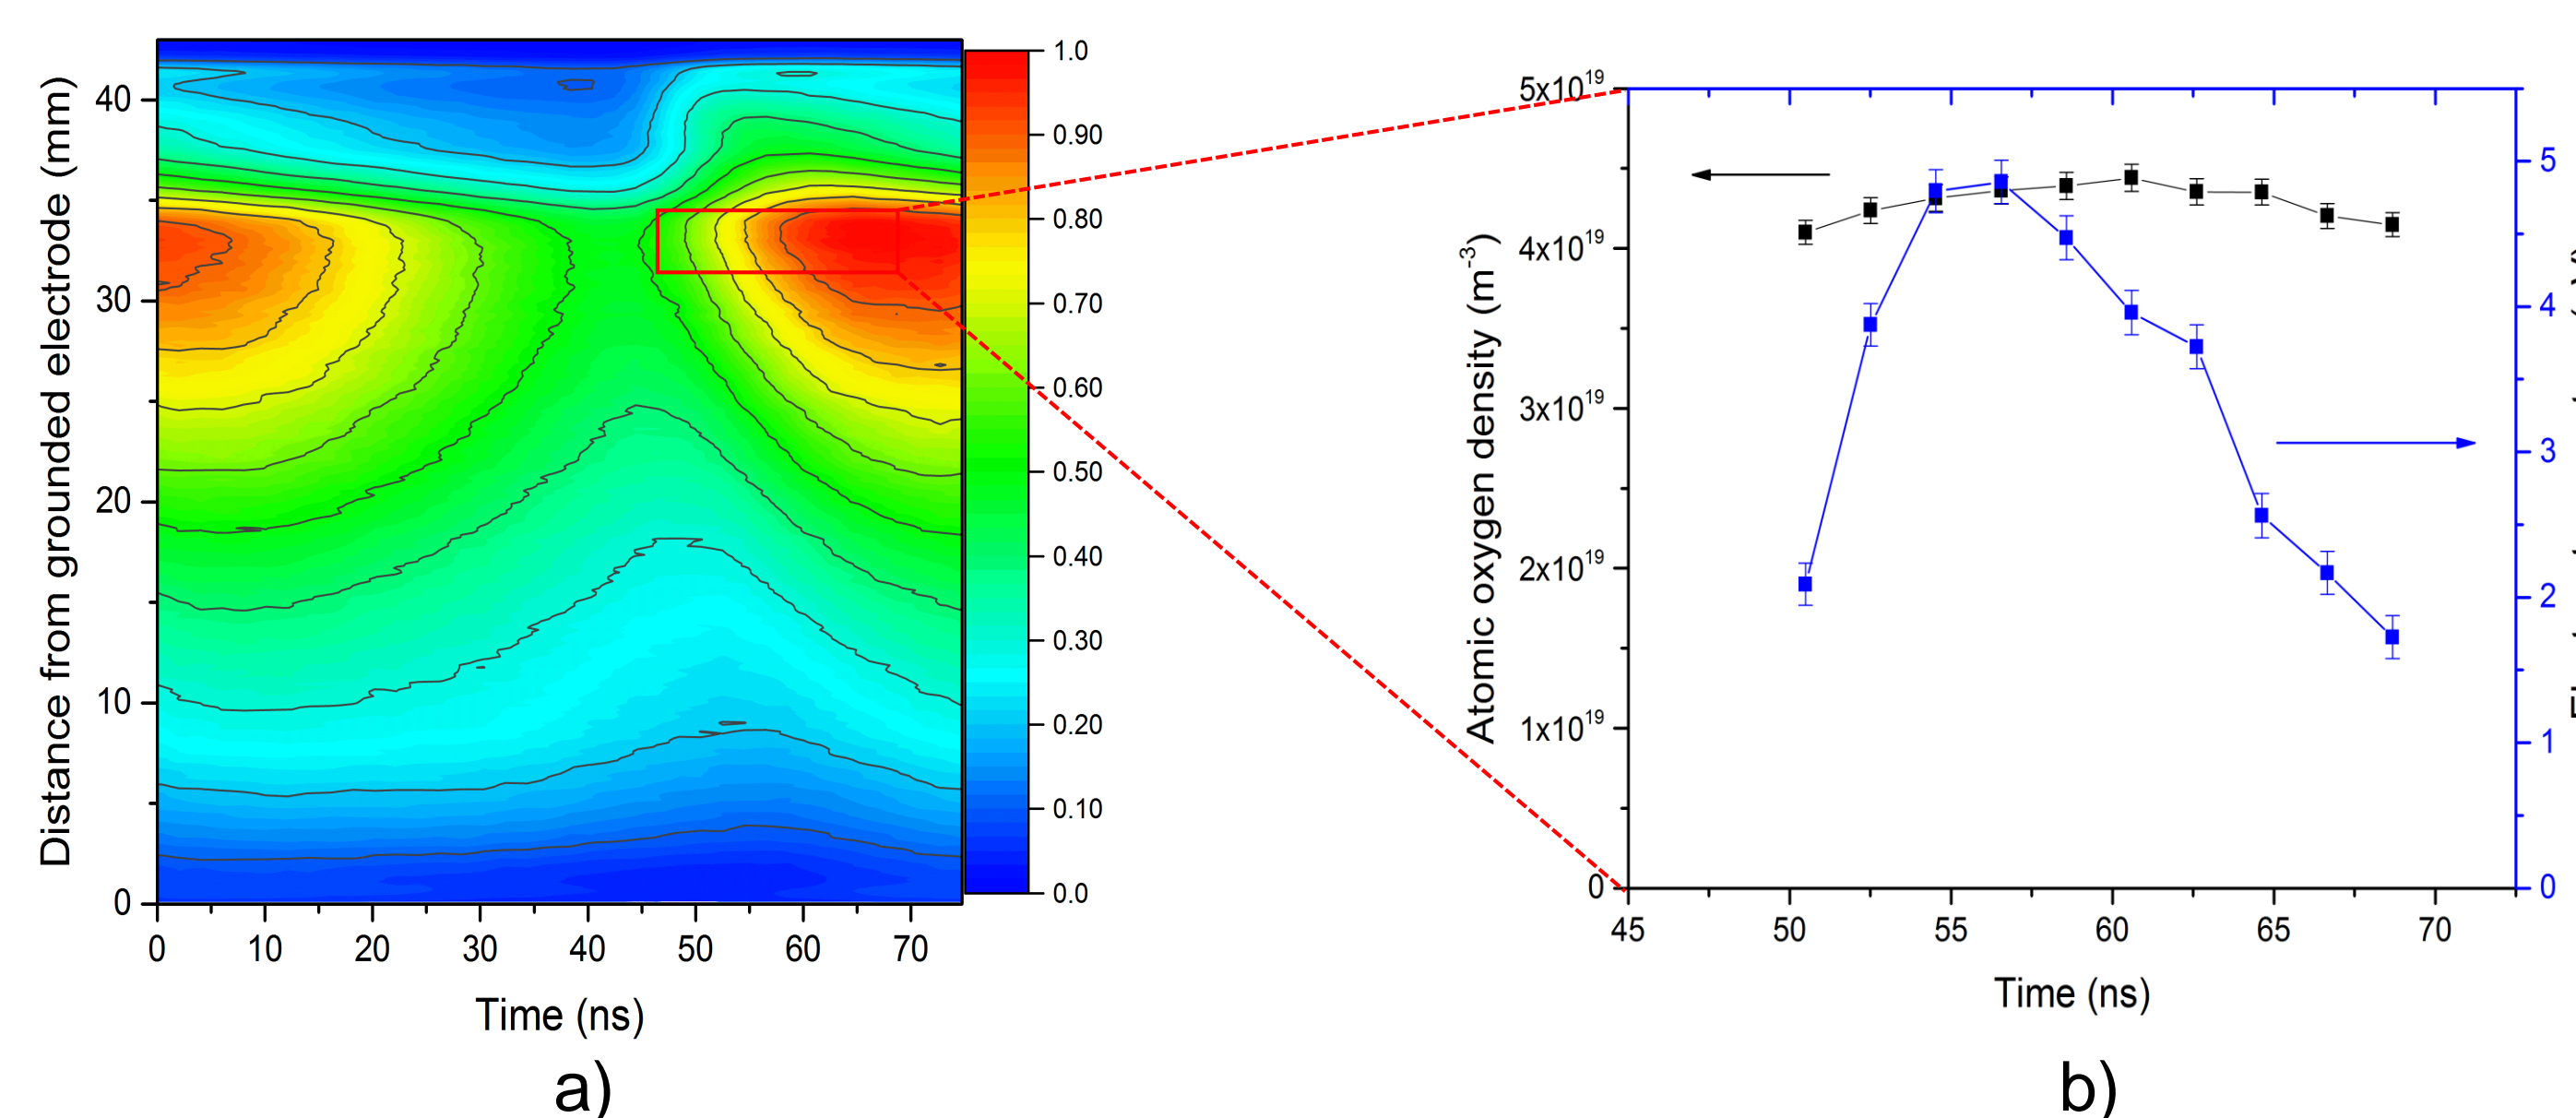 Distance from grounded electrode (mm)
40
30
20
10
0
0 10 20 30 40 50 60 70
Time (ns)
a)
1.0
0.90
0.80
0.70
0.60
0.50
0.40
0.30
0.20
0.10
0.0
Atomic oxygen density (m⁻³)
5x10¹⁹
4x10¹⁹
3x10¹⁹
2x10¹⁹
1x10¹⁹
0
45 50 55 60 65 70
Time (ns)
b)
5
4
3
2
1
0